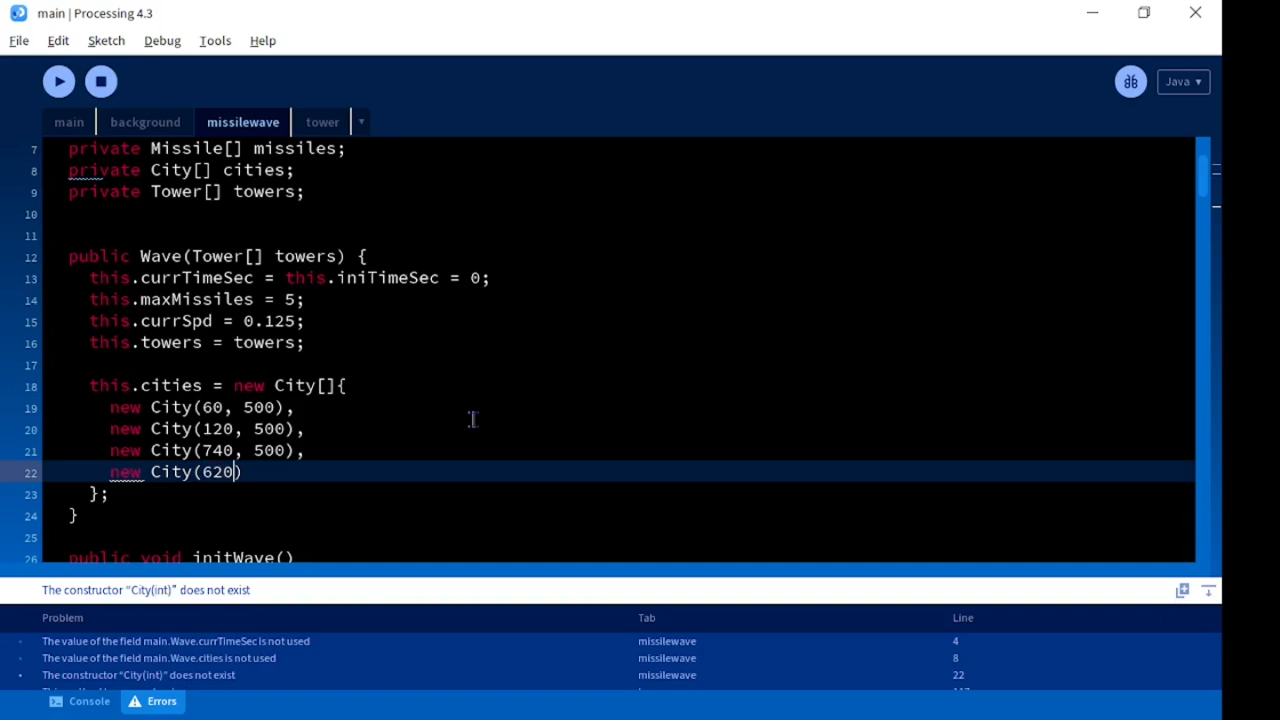 main | Processing 4.3
File Edit Sketch Debug Tools Help
Java ▾
main background missilewave tower ▾
7 private Missile[] missiles;
8 private City[] cities;
9 private Tower[] towers;
10
11
12 public Wave(Tower[] towers) {
13 this.currTimeSec = this.iniTimeSec = 0;
14 this.maxMissiles = 5;
15 this.currSpd = 0.125;
16 this.towers = towers;
17
18 this.cities = new City[]{
19 new City(60, 500),
20 new City(120, 500),
21 new City(740, 500),
22 new City(620)
23 };
24 }
25
26 public void initWave()
The constructor “City(int)” does not exist
Problem Tab Line
The value of the field main.Wave.currTimeSec is not used missilewave 4
The value of the field main.Wave.cities is not used missilewave 8
The constructor “City(int)” does not exist missilewave 22
Console Errors